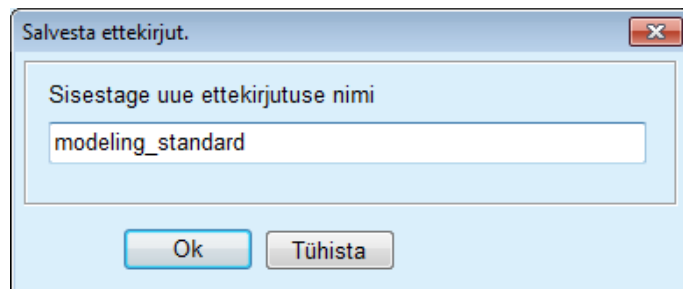 Salvesta ettekirjut.
Sisestage uue ettekirjutuse nimi
modeling_standard
Ok
Tühista